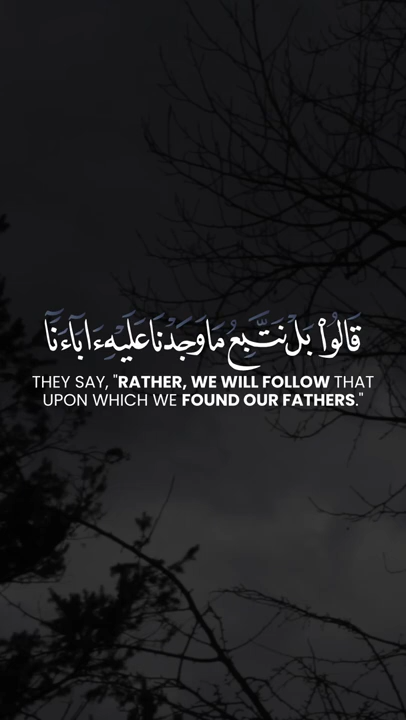 قَالُوا۟ بَلْ نَتَّبِعُ مَا وَجَدْنَا عَلَيْهِ ءَابَآءَنَآ
THEY SAY, "RATHER, WE WILL FOLLOW THAT
UPON WHICH WE FOUND OUR FATHERS."